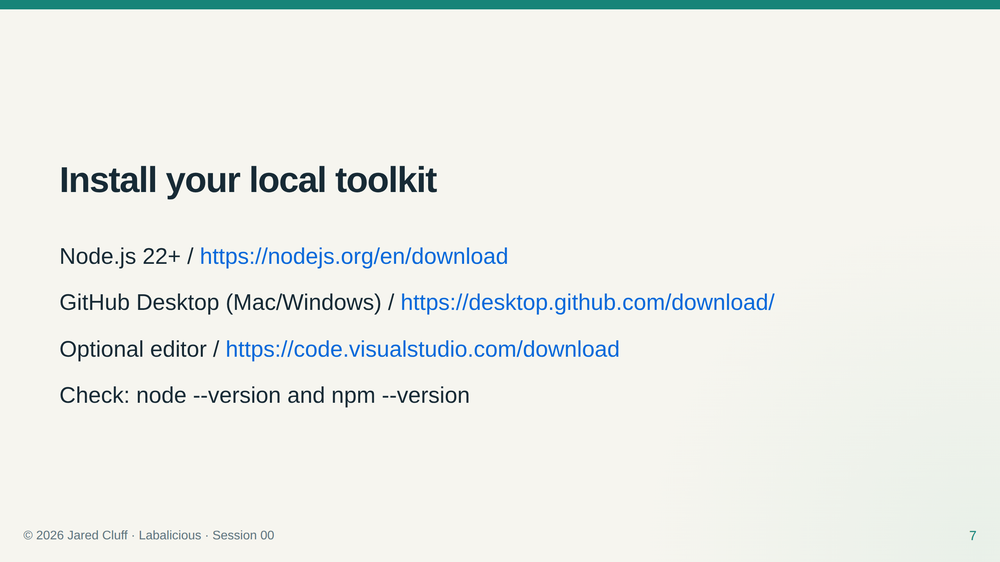 Install your local toolkit
Node.js 22+ / https://nodejs.org/en/download
GitHub Desktop (Mac/Windows) / https://desktop.github.com/download/
Optional editor / https://code.visualstudio.com/download
Check: node --version and npm --version
© 2026 Jared Cluff · Labalicious · Session 00
7